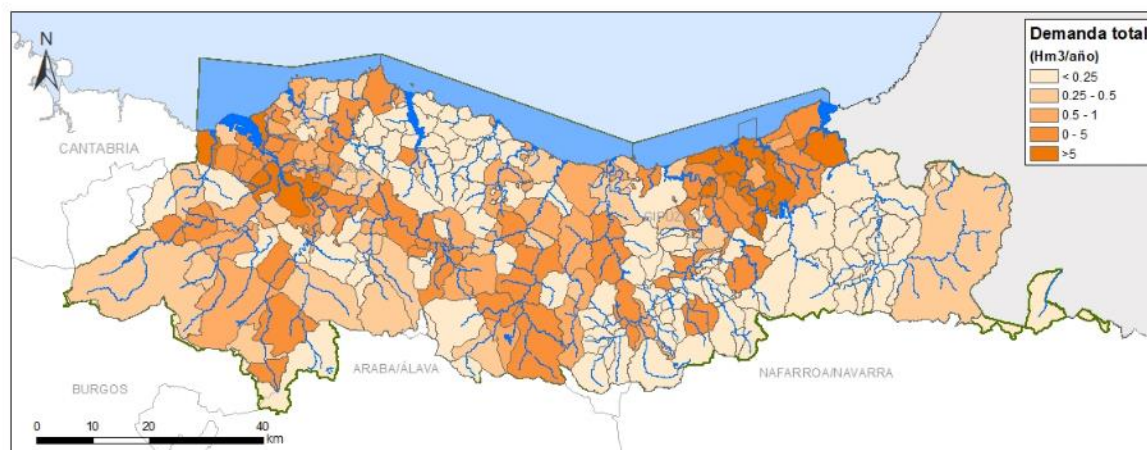 N
Demanda total
(Hm3/año)
< 0.25
0.25 - 0.5
0.5 - 1
0 - 5
>5
CANTABRIA
BURGOS
ARABA/ÁLAVA
NAFARROA/NAVARRA
0 10 20 40
km